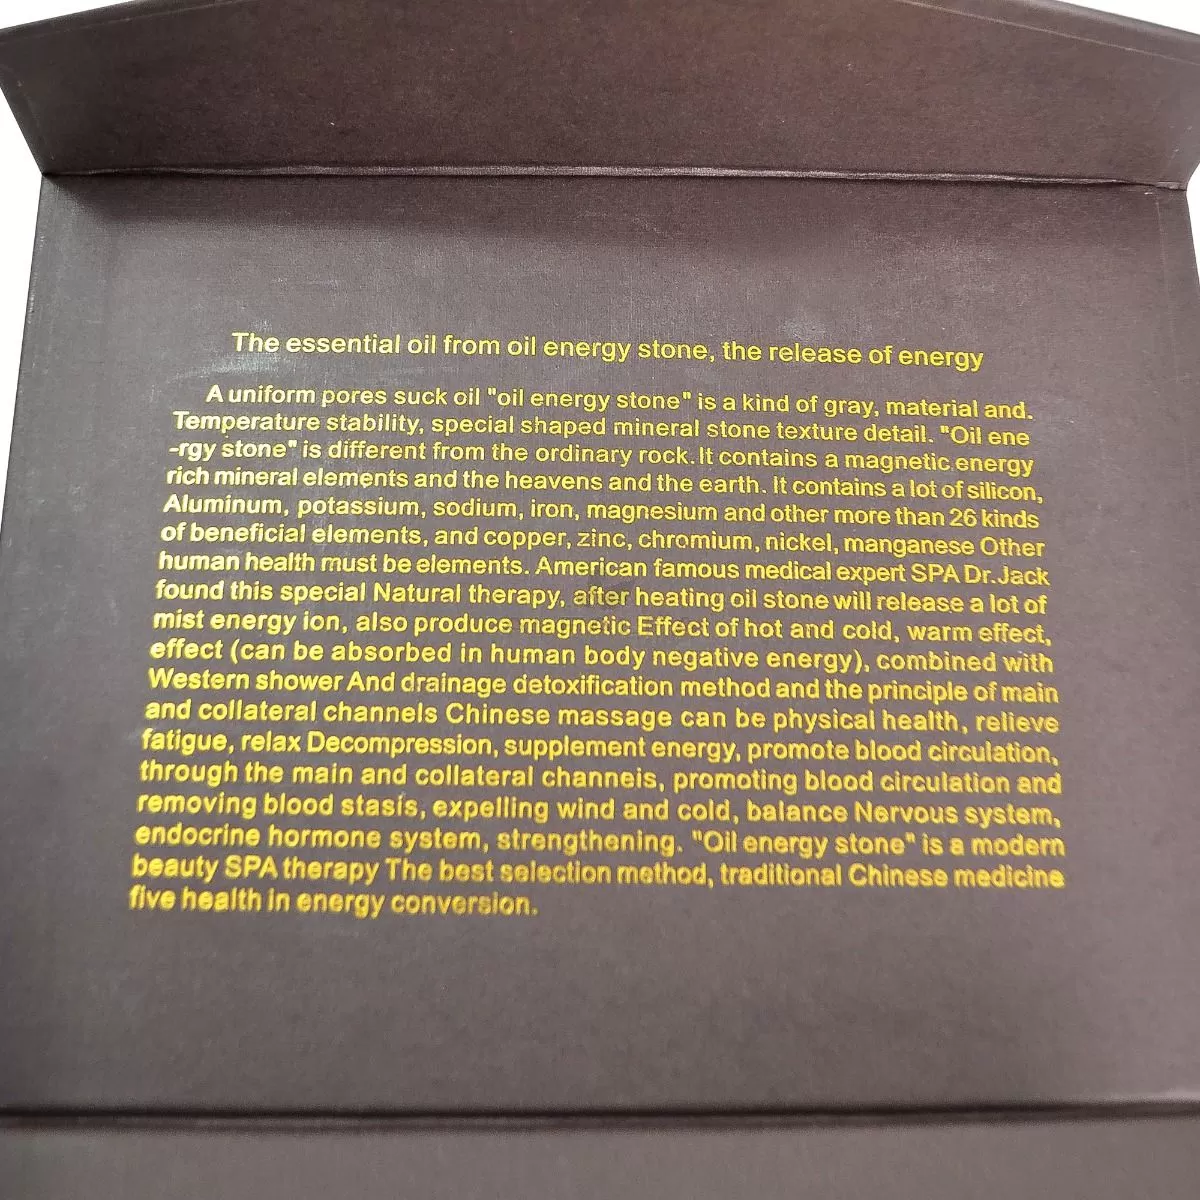 The essential oil from oil energy stone, the release of energy
A uniform pores suck oil "oil energy stone" is a kind of gray, material and.
Temperature stability, special shaped mineral stone texture detail. "Oil ene
-rgy stone" is different from the ordinary rock. It contains a magnetic energy
rich mineral elements and the heavens and the earth. It contains a lot of silicon,
Aluminum, potassium, sodium, iron, magnesium and other more than 26 kinds
of beneficial elements, and copper, zinc, chromium, nickel, manganese Other
human health must be elements. American famous medical expert SPA Dr.Jack
found this special Natural therapy, after heating oil stone will release a lot of
mist energy ion, also produce magnetic Effect of hot and cold, warm effect,
effect (can be absorbed in human body negative energy), combined with
Western shower And drainage detoxification method and the principle of main
and collateral channels Chinese massage can be physical health, relieve
fatigue, relax Decompression, supplement energy, promote blood circulation,
through the main and collateral channeis, promoting blood circulation and
removing blood stasis, expelling wind and cold, balance Nervous system,
endocrine hormone system, strengthening. "Oil energy stone" is a modern
beauty SPA therapy The best selection method, traditional Chinese medicine
five health in energy conversion.